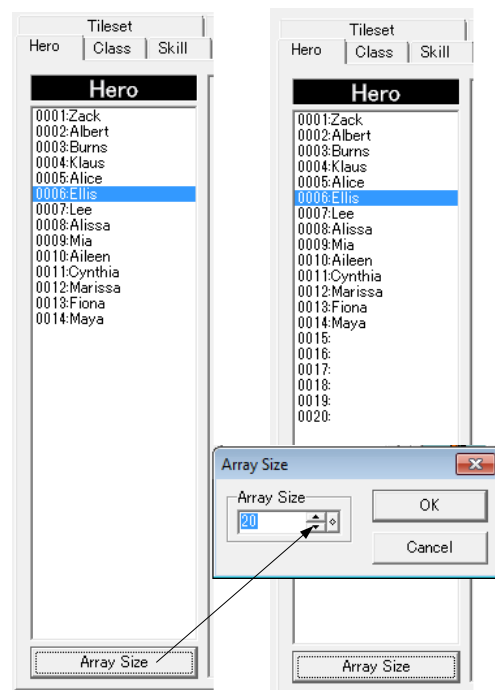 Tileset
Hero Class Skill
Hero
0001:Zack
0002:Albert
0003:Burns
0004:Klaus
0005:Alice
0006:Ellis
0007:Lee
0008:Alissa
0009:Mia
0010:Aileen
0011:Cynthia
0012:Marissa
0013:Fiona
0014:Maya
Array Size
Tileset
Hero Class Skill
Hero
0001:Zack
0002:Albert
0003:Burns
0004:Klaus
0005:Alice
0006:Ellis
0007:Lee
0008:Alissa
0009:Mia
0010:Aileen
0011:Cynthia
0012:Marissa
0013:Fiona
0014:Maya
0015:
0016:
0017:
0018:
0019:
0020:
Array Size
Array Size
20
OK
Cancel
Array Size